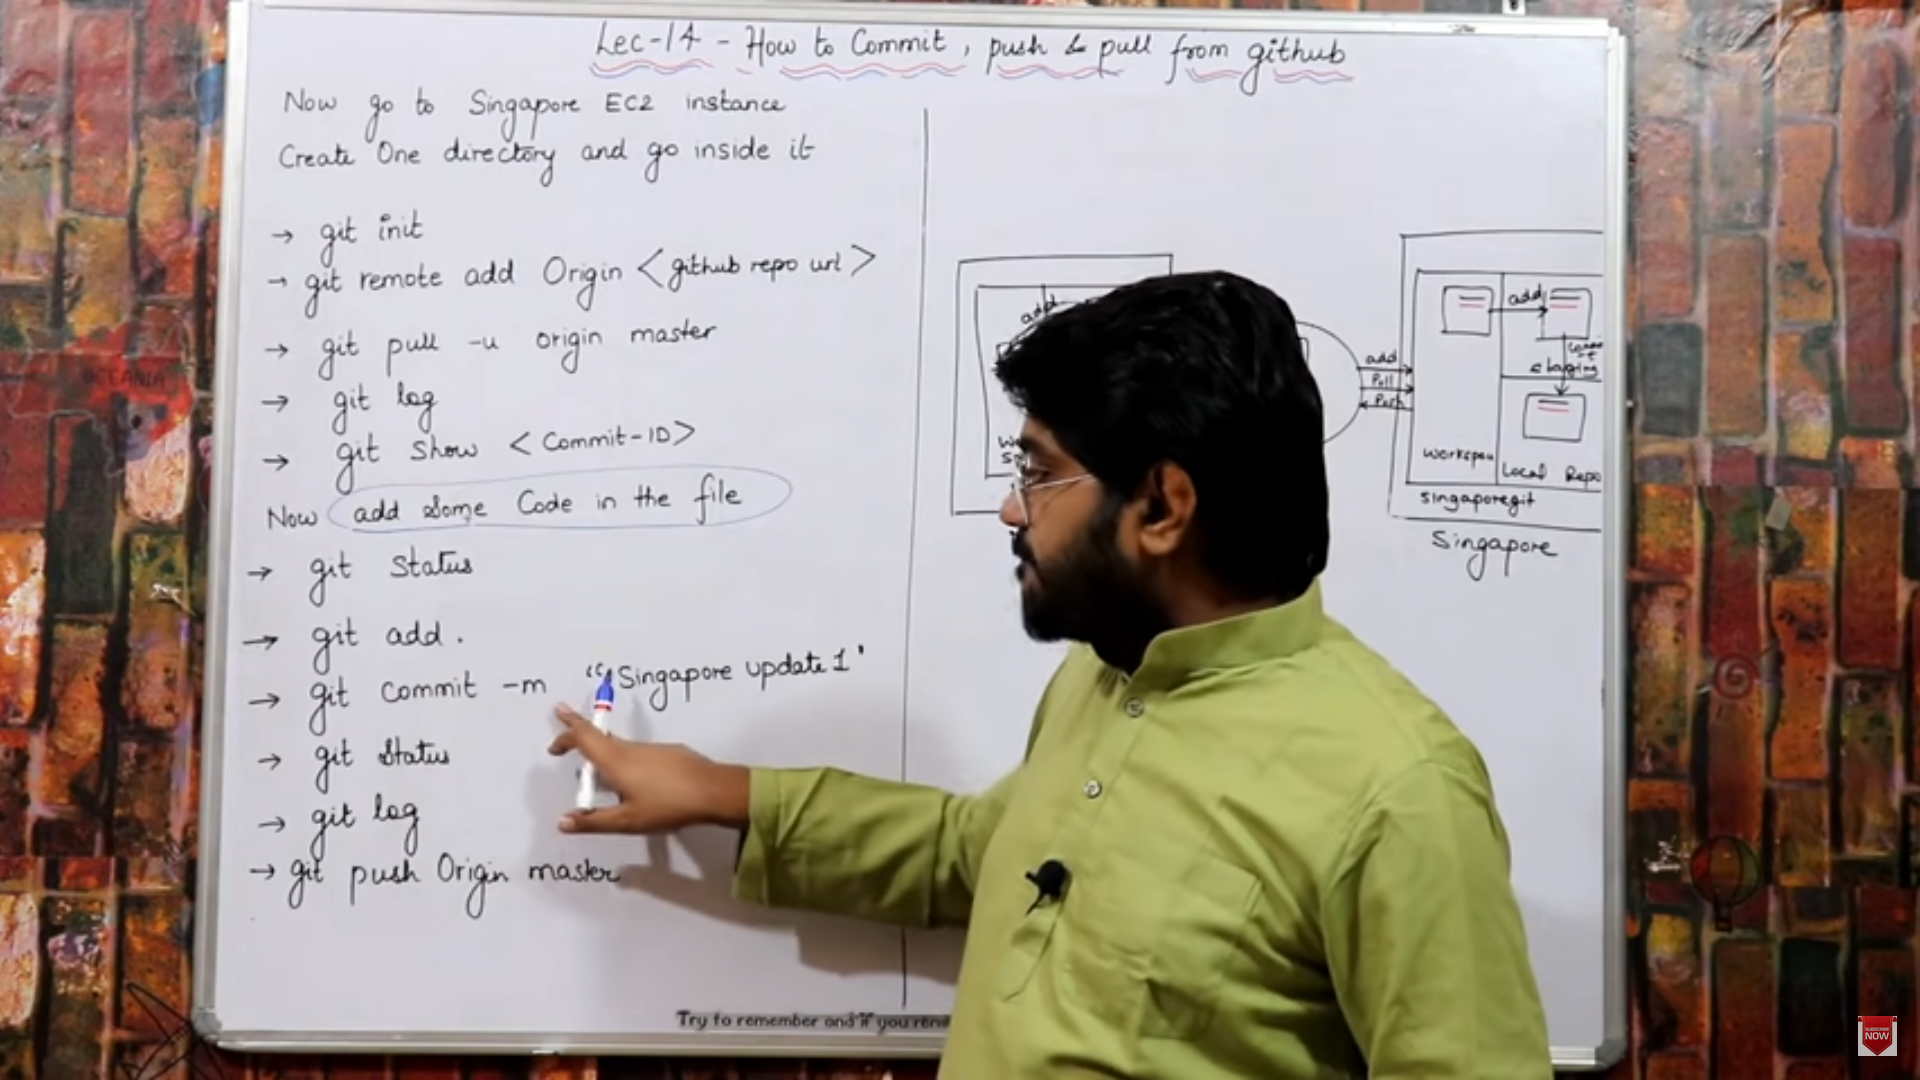 Lec-14 - How to Commit, push & pull from github
Now go to Singapore EC2 instance
Create One directory and go inside it
→ git init
→ git remote add Origin <github repo url>
→ git pull -u origin master
→ git log
→ git show <Commit-ID>
Now add some Code in the file
→ git status
→ git add .
→ git commit -m "Singapore update 1"
→ git status
→ git log
→ git push Origin master
add
add
Pull
Push
add
staging
Local Repo
singaporegit
Singapore
Try to remember and if you
OCEANIA
SUBSCRIBE
NOW